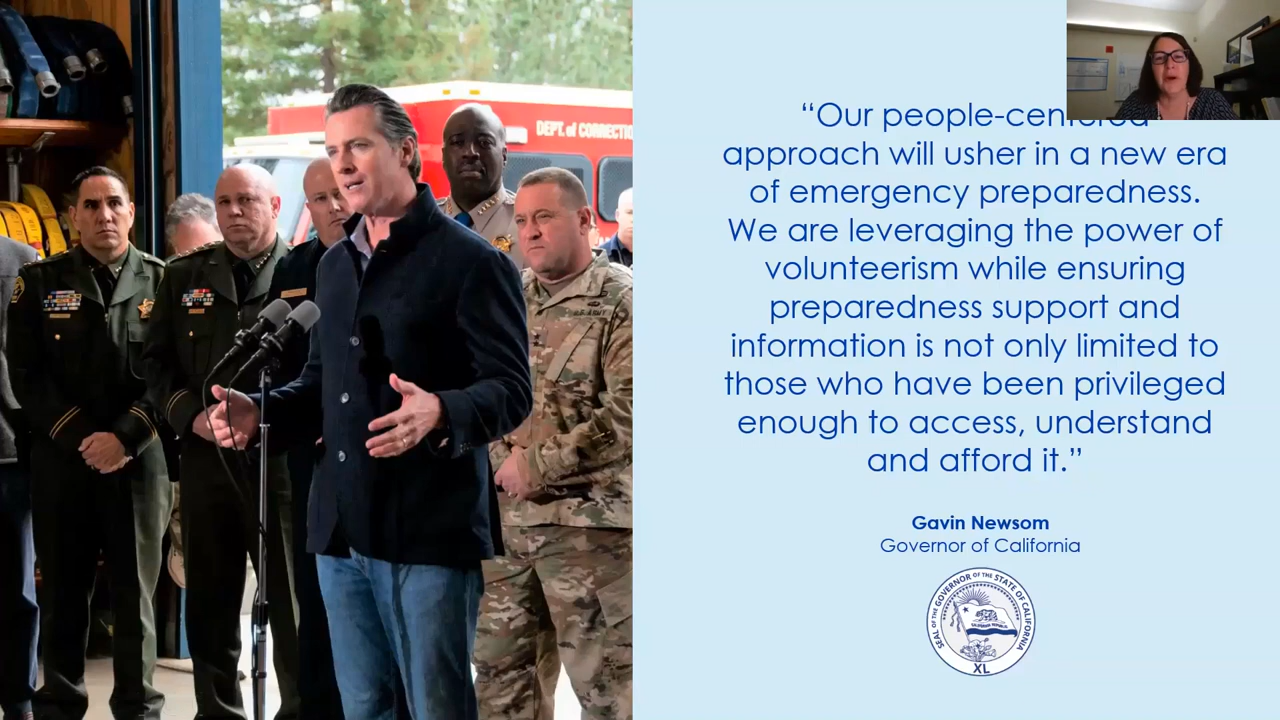 DEPT. of CORRECTIO
U.S. ARMY
“Our people-centered
approach will usher in a new era
of emergency preparedness.
We are leveraging the power of
volunteerism while ensuring
preparedness support and
information is not only limited to
those who have been privileged
enough to access, understand
and afford it.”
Gavin Newsom
Governor of California
SEAL OF THE GOVERNOR OF THE STATE OF CALIFORNIA
CALIFORNIA REPUBLIC
XL